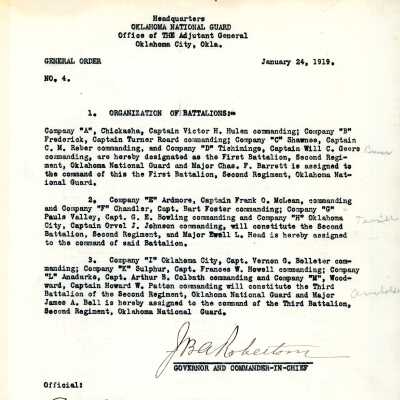 Headquarters
OKLAHOMA NATIONAL GUARD
Office of THE Adjutant General
Oklahoma City, Okla.
GENERAL ORDER January 24, 1919.
NO. 4.
1. ORGANIZATION OF BATTALIONS:-
Company "A", Chickasha, Captain Victor H. Hulen commanding; Company "B"
Frederick, Captain Turner Roard commanding; Company "C" Shawnee, Captain
C. M. Reber commanding, and Company "D" Tishimingo, Captain Will C. Geers
commanding, are hereby designated as the First Battalion, Second Regi-
ment, Oklahoma National Guard and Major Chas. F. Barrett is assigned to
the command of this the First Battalion, Second Regiment, Oklahoma Nat-
ional Guard.
2. Company "E" Ardmore, Captain Frank O. McLean, commanding
and Company "F" Chandler, Capt. Bart Foster commanding; Company "G"
Pauls Valley, Capt. G. E. Bowling commanding and Company "H" Oklahoma
City, Captain Orvel J. Johnson commanding, will constitute the Second
Battalion, Second Regiment, and Major Ewell L. Head is hereby assigned
to the command of said Battalion.
3. Company "I" Oklahoma City, Capt. Vernon G. Belleter com-
manding; Company "K" Sulphur, Capt. Frances W. Howell commanding; Company
"L" Anadarko, Capt. Arthur B. Colbath commanding and Company "M", Wood-
ward, Captain Howard W. Patton commanding will constitute the Third
Battalion of the Second Regiment, Oklahoma National Guard and Major
James A. Bell is hereby assigned to the command of the Third Battalion,
Second Regiment, Oklahoma National Guard.
JBA Robertson
GOVERNOR AND COMMANDER-IN-CHIEF
Official: